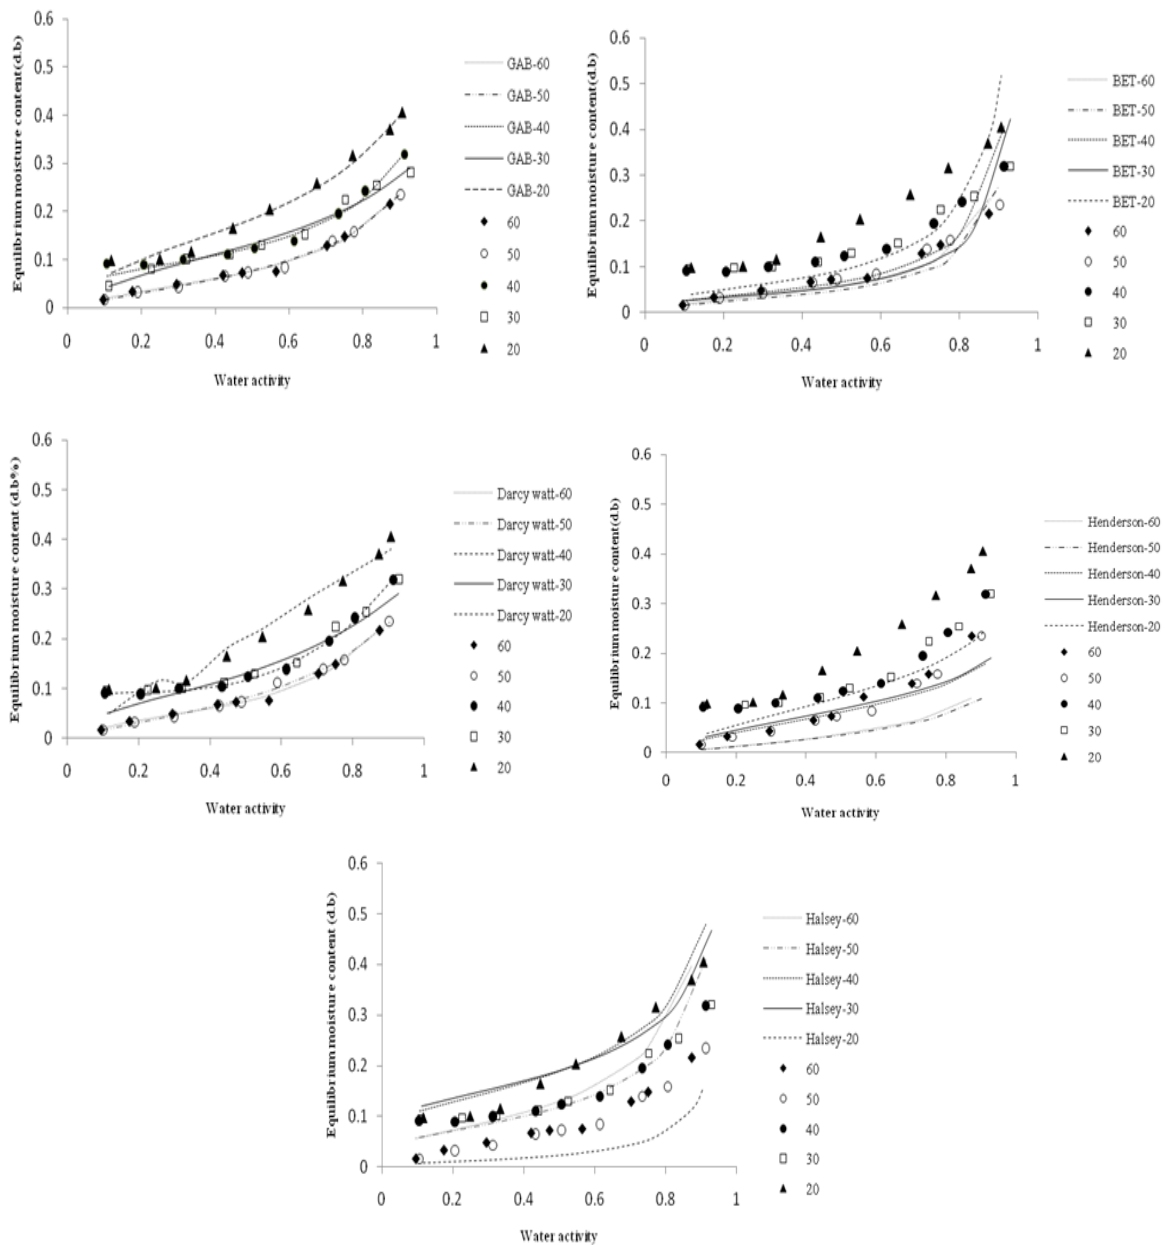 Equilibrium moisture content(d.b)
0.6
0.5
0.4
0.3
0.2
0.1
0
0 0.2 0.4 0.6 0.8 1
Water activity
GAB-60
GAB-50
GAB-40
GAB-30
GAB-20
60
50
40
30
20
Equilibrium moisture content(d.b)
0.6
0.5
0.4
0.3
0.2
0.1
0
0 0.2 0.4 0.6 0.8 1
Water activity
BET-60
BET-50
BET-40
BET-30
BET-20
60
50
40
30
20
Equilibrium moisture content (d.b%)
0.6
0.5
0.4
0.3
0.2
0.1
0
0 0.2 0.4 0.6 0.8 1
Water activity
Darcy watt-60
Darcy watt-50
Darcy watt-40
Darcy watt-30
Darcy watt-20
60
50
40
30
20
Equilibrium moisture content(d.b)
0.6
0.5
0.4
0.3
0.2
0.1
0
0 0.2 0.4 0.6 0.8 1
Water activity
Henderson-60
Henderson-50
Henderson-40
Henderson-30
Henderson-20
60
50
40
30
20
Equilibrium moisture content (d.b)
0.6
0.5
0.4
0.3
0.2
0.1
0
0 0.2 0.4 0.6 0.8 1
Water activity
Halsey-60
Halsey-50
Halsey-40
Halsey-30
Halsey-20
60
50
40
30
20